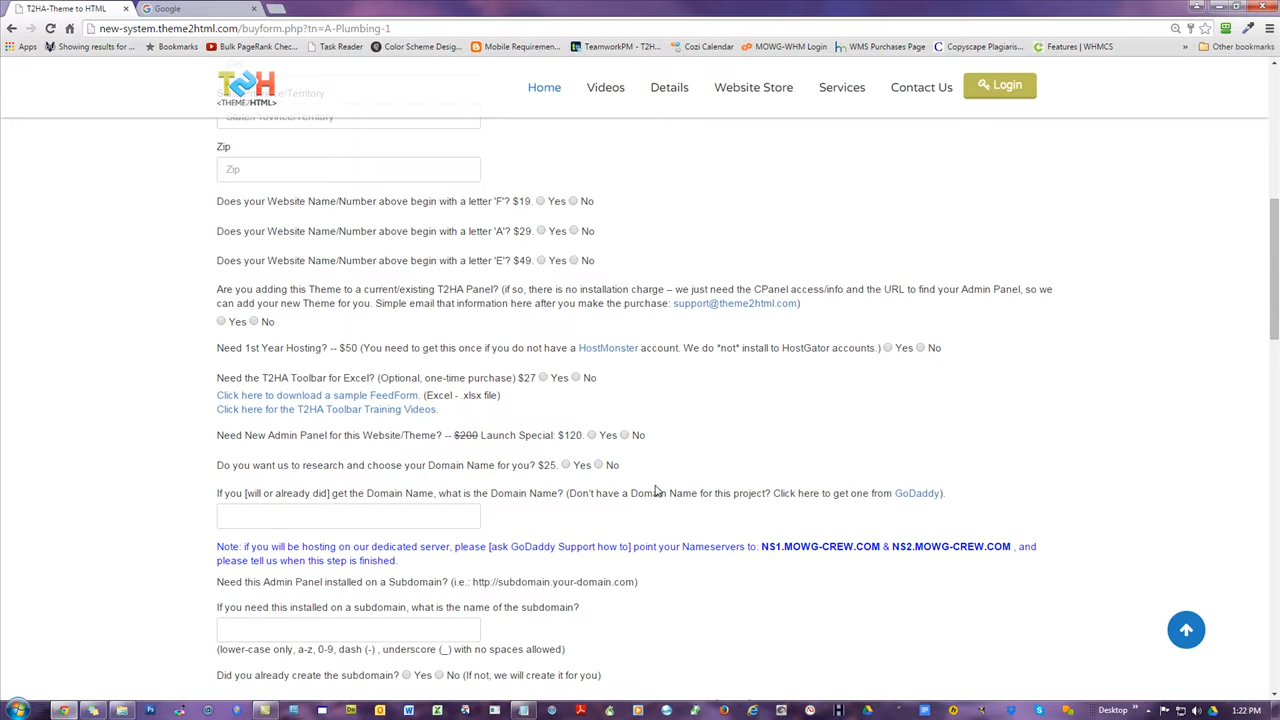 T2HA-Theme to HTML
Google
new-system.theme2html.com/buyform.php?tn=A-Plumbing-1
Apps
Showing results for...
Bookmarks
Bulk PageRank Chec...
Task Reader
Color Scheme Desig...
Mobile Requiremen...
TeamworkPM - T2H...
Cozi Calendar
MOWG-WHM Login
WMS Purchases Page
Copyscape Plagiaris...
Features | WHMCS
»
Other bookmarks
T2H
<THEME2HTML>
Home
Videos
Details
Website Store
Services
Contact Us
Login
City
Zip
Zip
Does your Website Name/Number above begin with a letter 'F'? $19. Yes No
Does your Website Name/Number above begin with a letter 'A'? $29. Yes No
Does your Website Name/Number above begin with a letter 'E'? $49. Yes No
Are you adding this Theme to a current/existing T2HA Panel? (if so, there is no installation charge – we just need the CPanel access/info and the URL to find your Admin Panel, so we
can add your new Theme for you. Simple email that information here after you make the purchase: support@theme2html.com)
Yes No
Need 1st Year Hosting? -- $50 (You need to get this once if you do not have a HostMonster account. We do *not* install to HostGator accounts.) Yes No
Need the T2HA Toolbar for Excel? (Optional, one-time purchase) $27 Yes No
Click here to download a sample FeedForm. (Excel - .xlsx file)
Click here for the T2HA Toolbar Training Videos.
Need New Admin Panel for this Website/Theme? -- $200 Launch Special: $120. Yes No
Do you want us to research and choose your Domain Name for you? $25. Yes No
If you [will or already did] get the Domain Name, what is the Domain Name? (Don't have a Domain Name for this project? Click here to get one from GoDaddy).
Note: if you will be hosting on our dedicated server, please [ask GoDaddy Support how to] point your Nameservers to: NS1.MOWG-CREW.COM & NS2.MOWG-CREW.COM , and
please tell us when this step is finished.
Need this Admin Panel installed on a Subdomain? (i.e.: http://subdomain.your-domain.com)
If you need this installed on a subdomain, what is the name of the subdomain?
(lower-case only, a-z, 0-9, dash (-) , underscore (_) with no spaces allowed)
Did you already create the subdomain? Yes No (If not, we will create it for you)
Desktop
»
1:22 PM